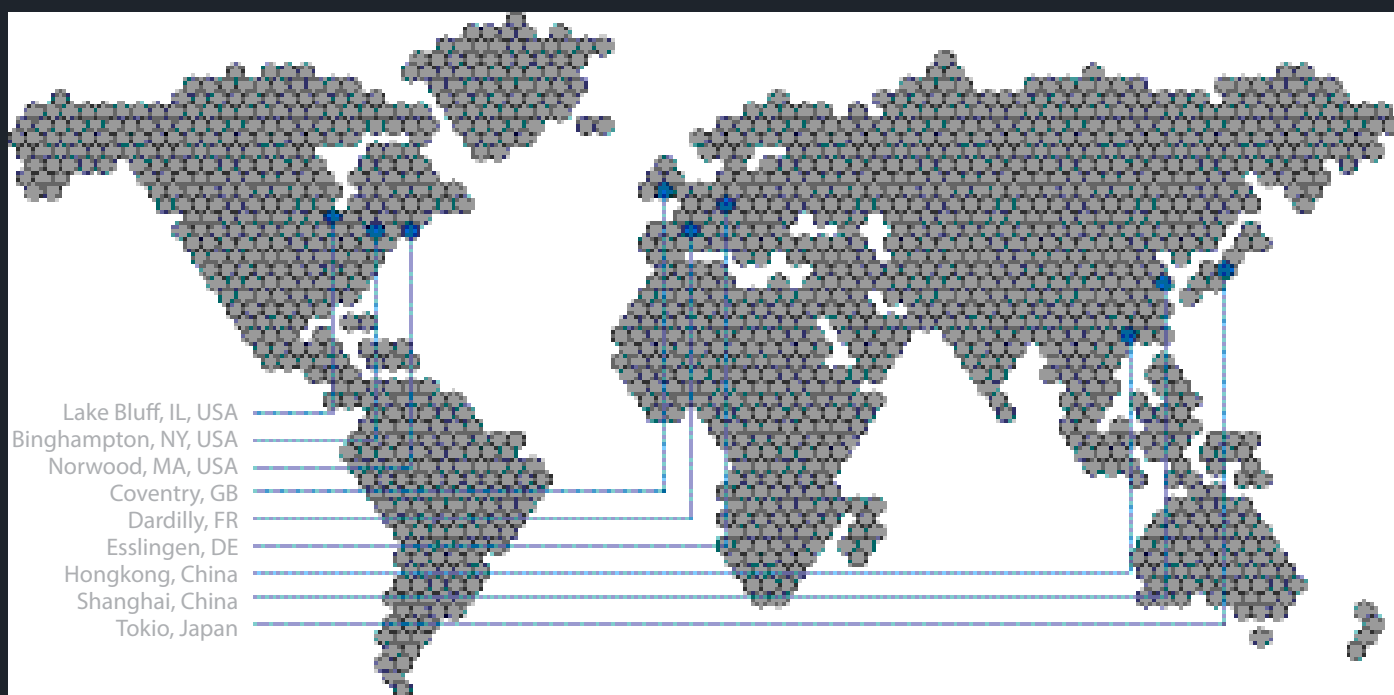 Lake Bluff, IL, USA
Binghampton, NY, USA
Norwood, MA, USA
Coventry, GB
Dardilly, FR
Esslingen, DE
Hongkong, China
Shanghai, China
Tokio, Japan